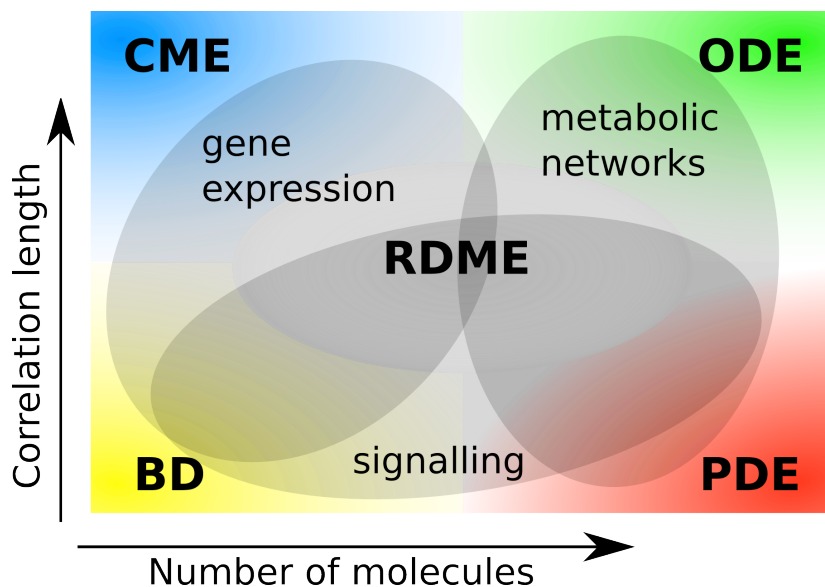 CME
ODE
gene
expression
metabolic
networks
RDME
Correlation length
BD
signalling
PDE
Number of molecules